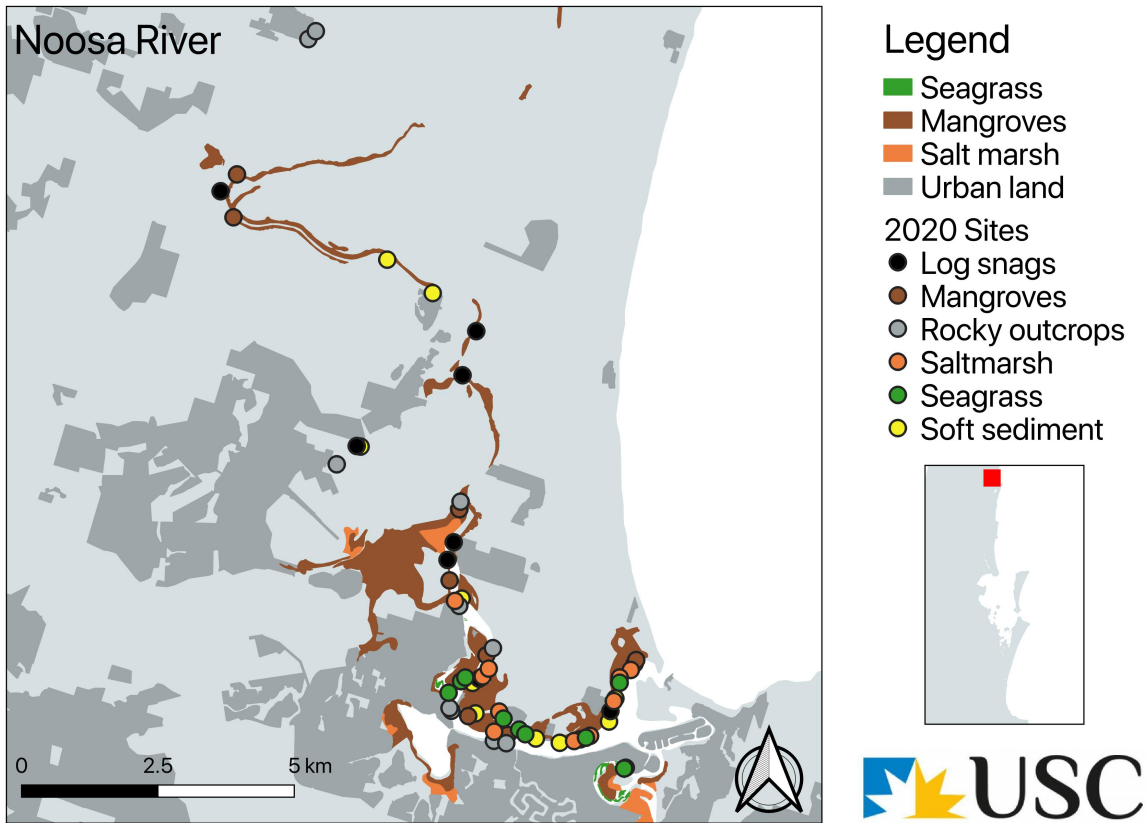 Noosa River
0 2.5 5 km
Legend
Seagrass
Mangroves
Salt marsh
Urban land
2020 Sites
Log snags
Mangroves
Rocky outcrops
Saltmarsh
Seagrass
Soft sediment
USC